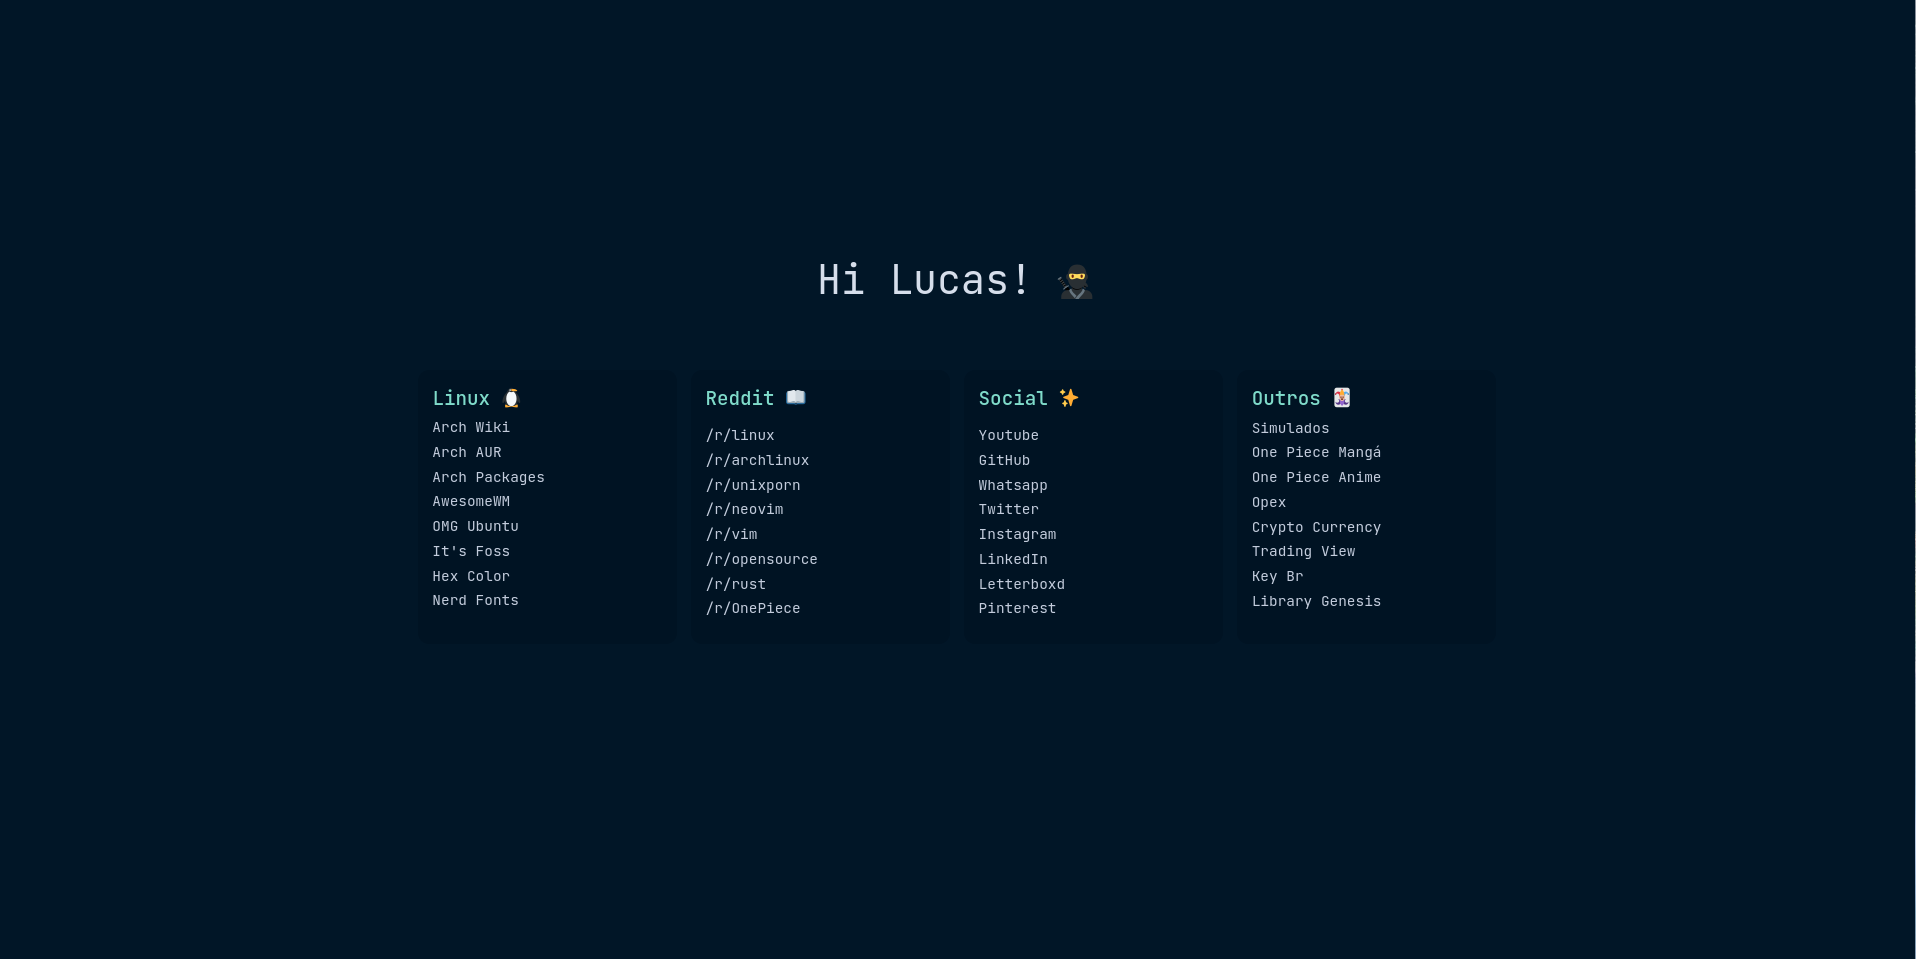 Hi Lucas! 🥷
Linux 🐧
Arch Wiki
Arch AUR
Arch Packages
AwesomeWM
OMG Ubuntu
It's Foss
Hex Color
Nerd Fonts
Reddit 📖
/r/linux
/r/archlinux
/r/unixporn
/r/neovim
/r/vim
/r/opensource
/r/rust
/r/OnePiece
Social ✨
Youtube
GitHub
Whatsapp
Twitter
Instagram
LinkedIn
Letterboxd
Pinterest
Outros 🃏
Simulados
One Piece Mangá
One Piece Anime
Opex
Crypto Currency
Trading View
Key Br
Library Genesis